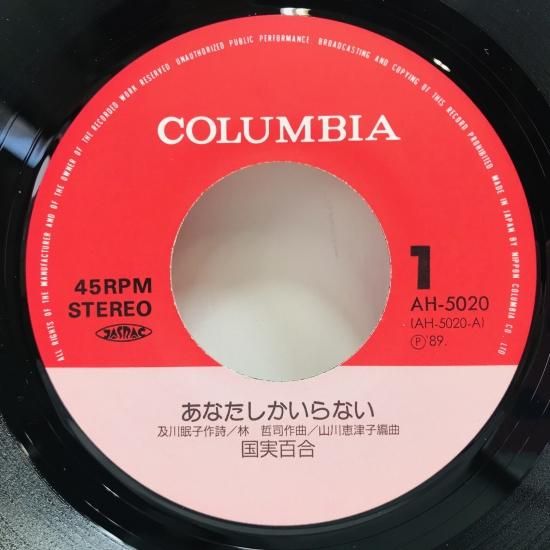 ALL RIGHTS OF THE MANUFACTURER AND OF THE OWNER OF THE RECORDED WORK RESERVED. UNAUTHORIZED PUBLIC PERFORMANCE. BROADCASTING AND COPYING OF THIS RECORD PROHIBITED. MADE IN JAPAN BY NIPPON COLUMBIA CO. LTD
COLUMBIA
45RPM
STEREO
JASRAC
1
AH-5020
(AH-5020-A)
Ⓟ'89.
あなたしかいらない
及川眠子作詩/林 哲司作曲/山川恵津子編曲
国実百合